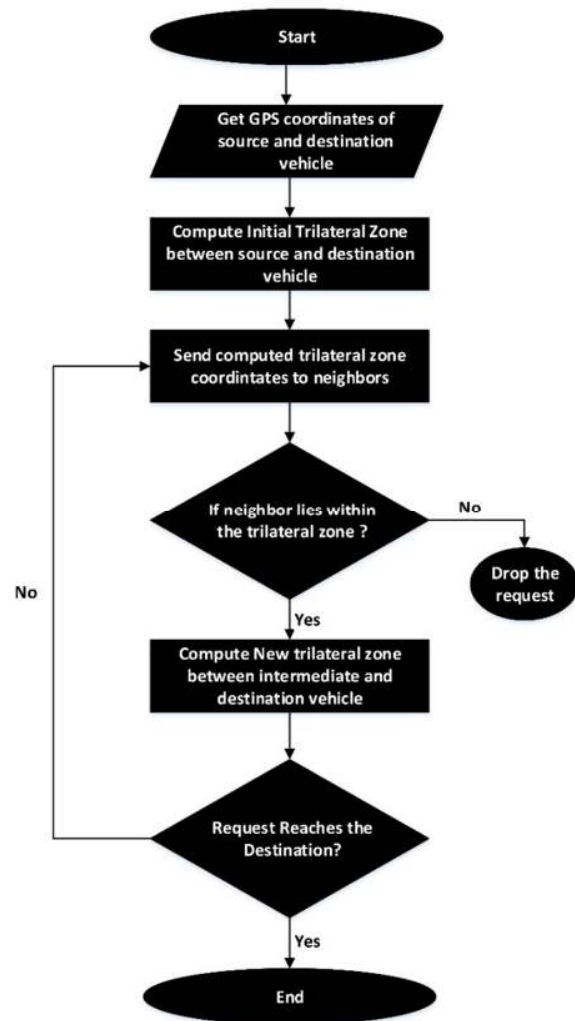 Start
Get GPS coordinates of
source and destination
vehicle
Compute Initial Trilateral Zone
between source and destination
vehicle
Send computed trilateral zone
coordintates to neighbors
If neighbor lies within
the trilateral zone ?
No
Drop the
request
No
Yes
Compute New trilateral zone
between intermediate and
destination vehicle
Request Reaches the
Destination?
Yes
End